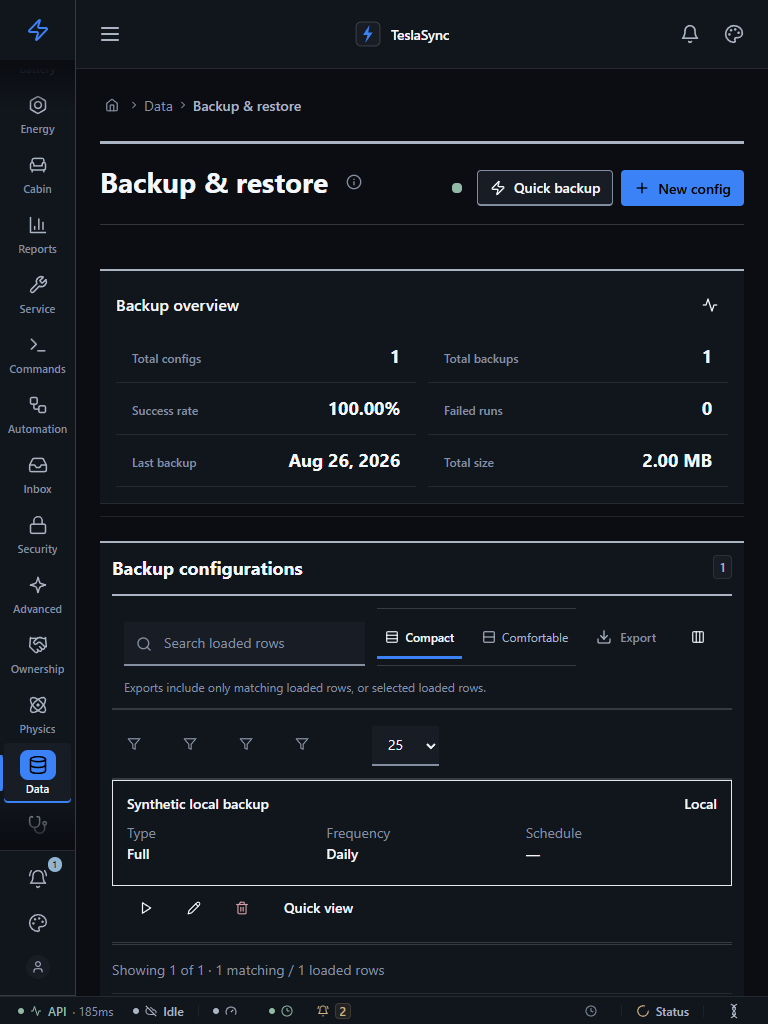 TeslaSync
Battery
Energy
Cabin
Reports
Service
Commands
Automation
Inbox
Security
Advanced
Ownership
Physics
Data
1
Data
Backup & restore
Backup & restore
Quick backup
New config
Backup overview
Total configs
1
Total backups
1
Success rate
100.00%
Failed runs
0
Last backup
Aug 26, 2026
Total size
2.00 MB
Backup configurations
1
Search loaded rows
Compact
Comfortable
Export
Exports include only matching loaded rows, or selected loaded rows.
25
Synthetic local backup
Local
Type
Frequency
Schedule
Full
Daily
—
Quick view
Showing 1 of 1 · 1 matching / 1 loaded rows
API · 185ms
Idle
2
Status